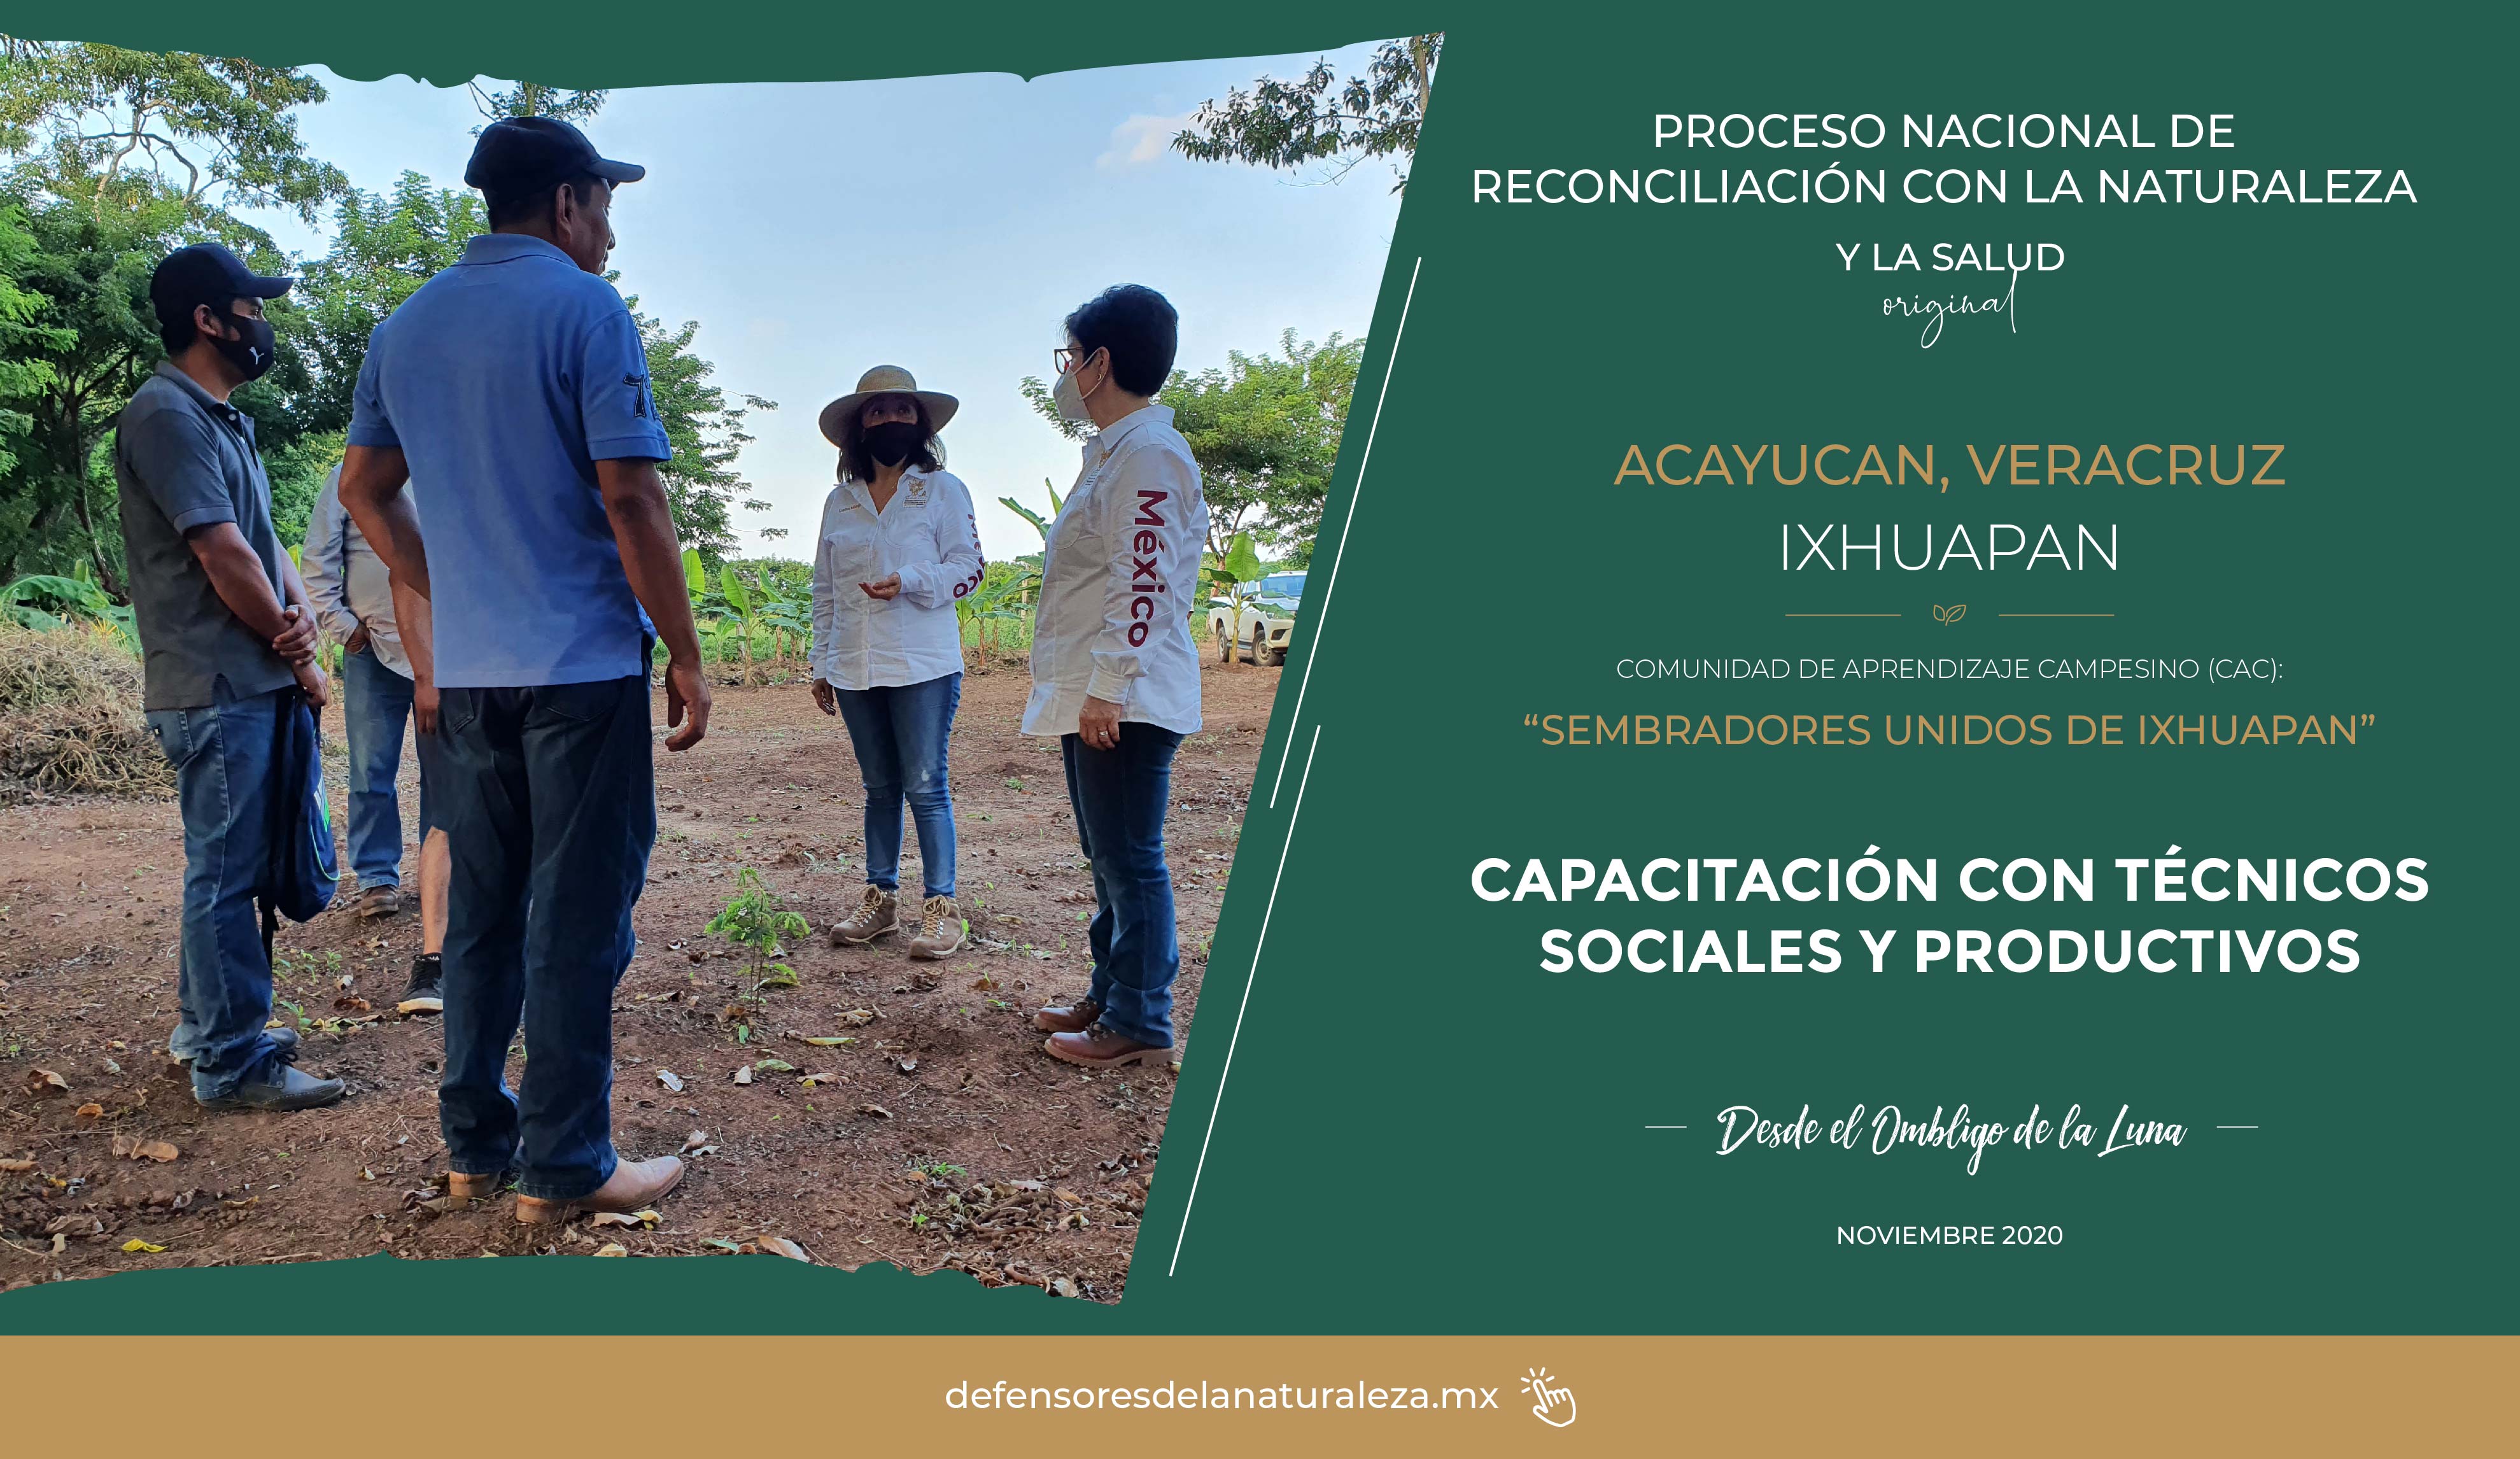 PROCESO NACIONAL DE
RECONCILIACIÓN CON LA NATURALEZA
Y LA SALUD
original
ACAYUCAN, VERACRUZ
IXHUAPAN
COMUNIDAD DE APRENDIZAJE CAMPESINO (CAC):
“SEMBRADORES UNIDOS DE IXHUAPAN”
CAPACITACIÓN CON TÉCNICOS
SOCIALES Y PRODUCTIVOS
Desde el Ombligo de la Luna
NOVIEMBRE 2020
México
México
defensoresdelanaturaleza.mx